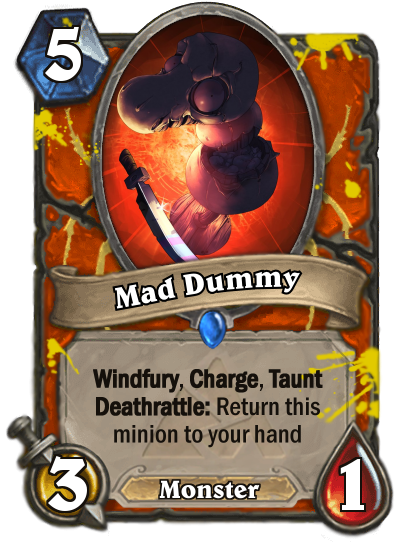 5
Mad Dummy
Windfury, Charge, Taunt
Deathrattle: Return this
minion to your hand
3
Monster
1